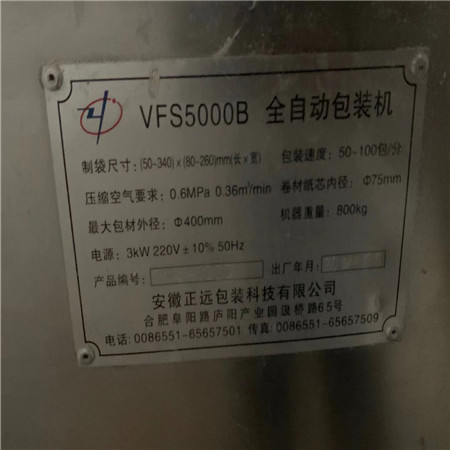 VFS5000B 全自动包装机
制袋尺寸: (50-340)x(80-260)mm(长x宽) 包装速度: 50-100包/分
压缩空气要求: 0.6MPa 0.36m³/min 卷材纸芯内径: Φ75mm
最大包材外径: Φ400mm 机器重量: 800kg
电源: 3kW 220V±10% 50Hz
产品编号: 出厂年月:
安徽正远包装科技有限公司
合肥阜阳路庐阳产业园汲桥路65号
电话: 0086551-65657501 传真: 0086551-65657509